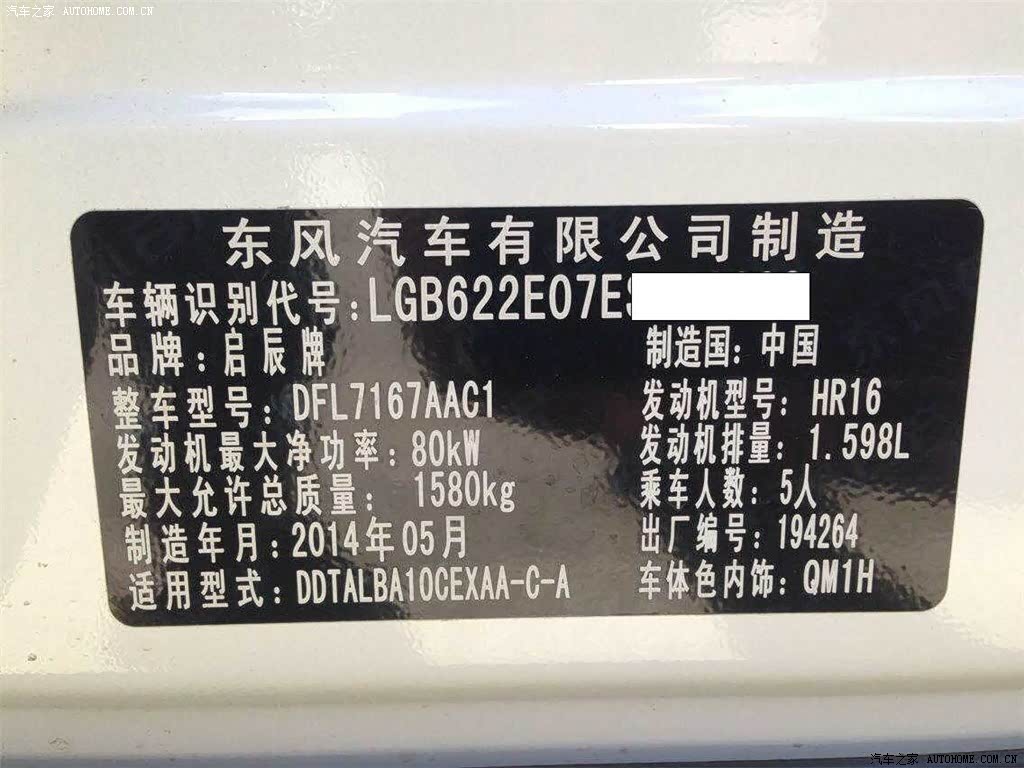 汽车之家 AUTOHOME.COM.CN
东风汽车有限公司制造
车辆识别代号:LGB622E07ES
品牌:启辰牌 制造国:中国
整车型号:DFL7167AAC1 发动机型号:HR16
发动机最大净功率:80kW 发动机排量:1.598L
最大允许总质量:1580kg 乘车人数:5人
制造年月:2014年05月 出厂编号:194264
适用型式:DDTALBA10CEXAA-C-A 车体色内饰:QM1H
汽车之家 AUTOHOME.COM.CN